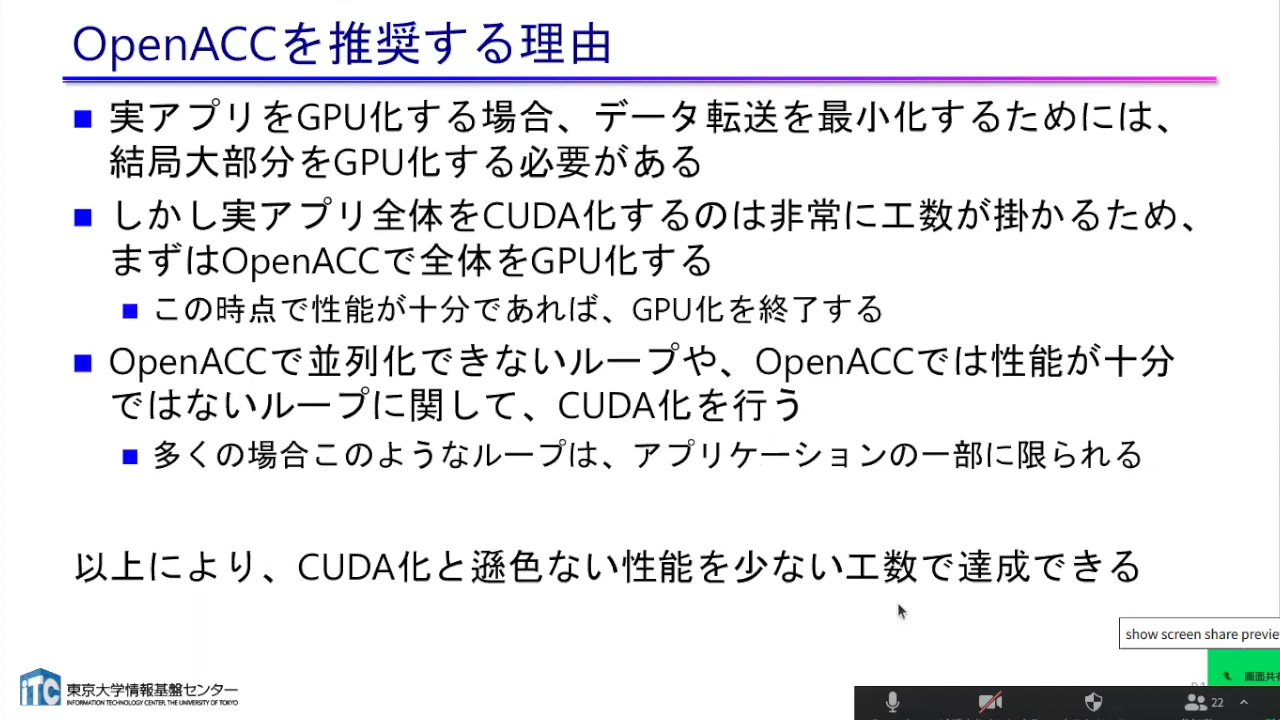 OpenACCを推奨する理由
実アプリをGPU化する場合、データ転送を最小化するためには、
結局大部分をGPU化する必要がある
しかし実アプリ全体をCUDA化するのは非常に工数が掛かるため、
まずはOpenACCで全体をGPU化する
この時点で性能が十分であれば、GPU化を終了する
OpenACCで並列化できないループや、OpenACCでは性能が十分
ではないループに関して、CUDA化を行う
多くの場合このようなループは、アプリケーションの一部に限られる
以上により、CUDA化と遜色ない性能を少ない工数で達成できる
show screen share previe
画面共有
iTC 東京大学情報基盤センター
INFORMATION TECHNOLOGY CENTER, THE UNIVERSITY OF TOKYO
22